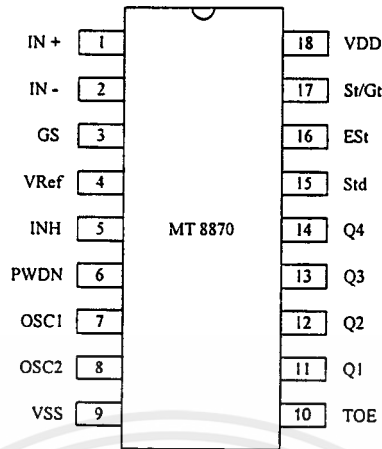 IN + 1 18 VDD
IN - 2 17 St/Gt
GS 3 16 ESt
VRef 4 15 Std
INH 5 MT 8870 14 Q4
PWDN 6 13 Q3
OSC1 7 12 Q2
OSC2 8 11 Q1
VSS 9 10 TOE